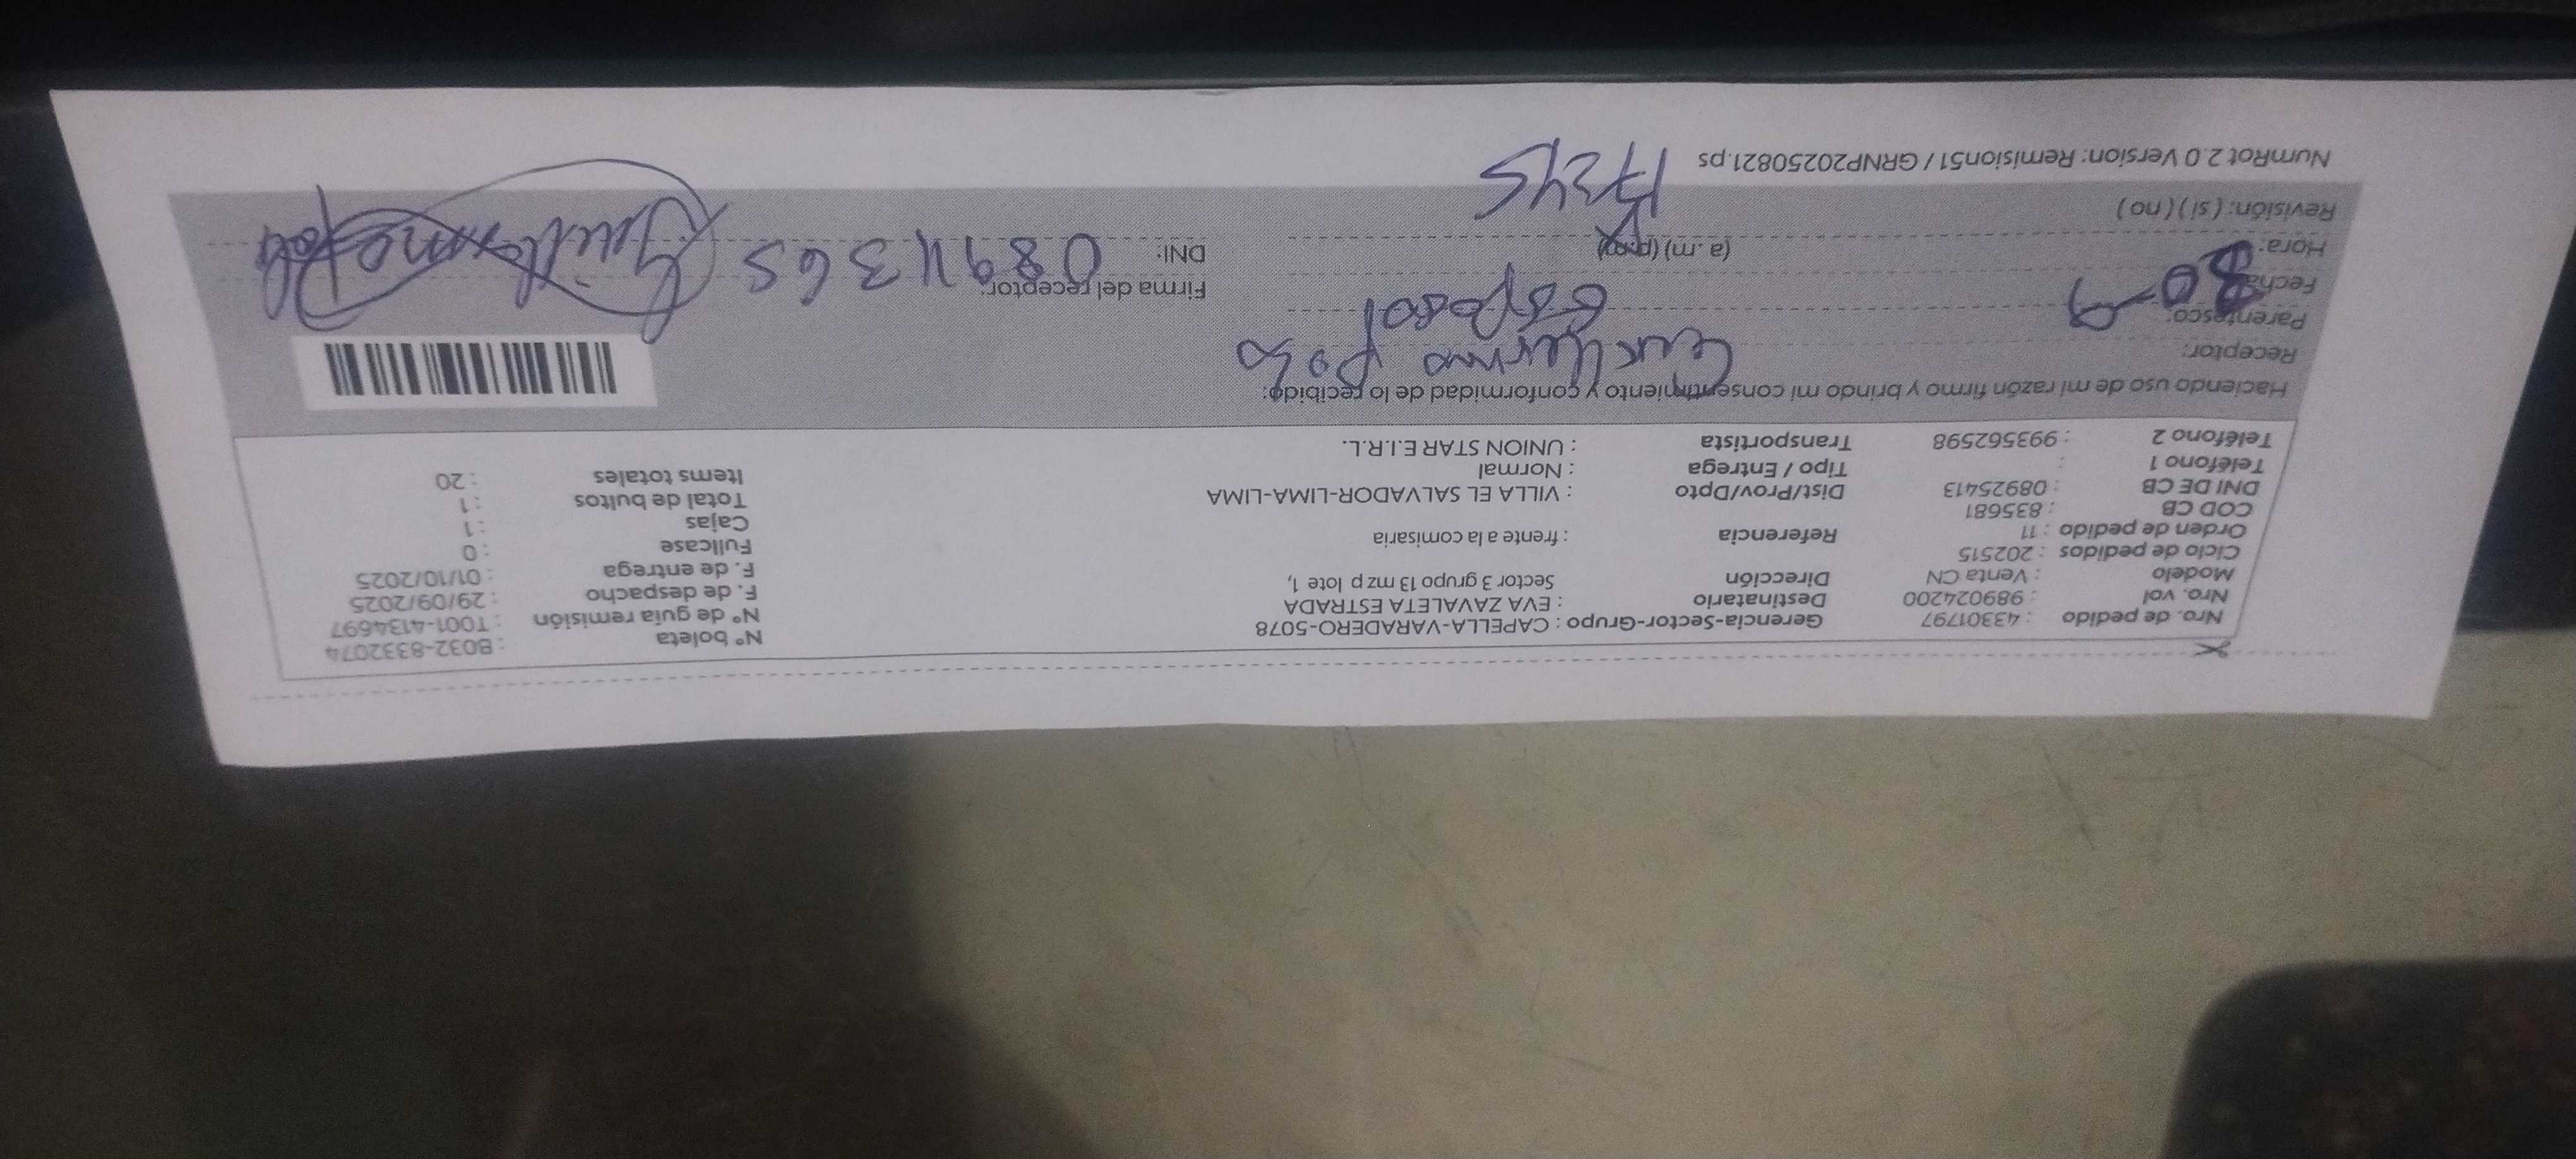 Nro. de pedido : 43301797 Gerencia-Sector-Grupo : CAPELLA-VARADERO-5078 N° boleta : B032-8332074
Nro. vol : 989024200 Destinatario : EVA ZAVALETA ESTRADA N° de guía remisión : T001-4134697
Modelo : Venta CN Dirección Sector 3 grupo 13 mz p lote 1, F. de despacho : 29/09/2025
Ciclo de pedidos : 202515 F. de entrega : 01/10/2025
Orden de pedido : 11 Referencia : frente a la comisaria Fullcase : 0
COD CB : 835681 Cajas : 1
DNI DE CB : 08925413 Dist/Prov/Dpto : VILLA EL SALVADOR-LIMA-LIMA Total de bultos : 1
Teléfono 1 : Tipo / Entrega : Normal Items totales : 20
Teléfono 2 : 993562598 Transportista : UNION STAR E.I.R.L.
Haciendo uso de mi razón firmo y brindo mi consentimiento y conformidad de lo recibido:
Receptor: Guillermo polo
Parentesco: esposo
Fecha: 30-9 Firma del receptor:
Hora: (a. m) (p.m) 17:45 DNI: 08911365
Revisión: ( si ) ( no )
NumRot 2.0 Version: Remision51 / GRNP20250821.ps